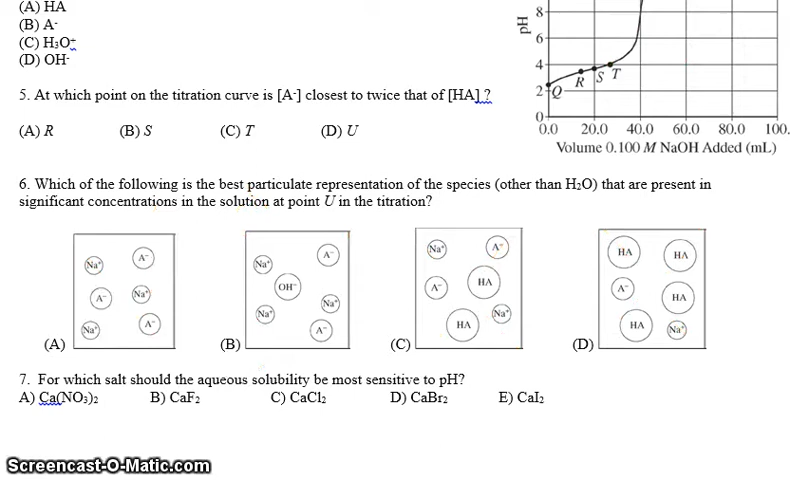 (A) HA
(B) A-
(C) H3O+
(D) OH-
pH
8
6
4
2
0
Q
R
S
T
0.0 20.0 40.0 60.0 80.0 100.
Volume 0.100 M NaOH Added (mL)
5. At which point on the titration curve is [A-] closest to twice that of [HA] ?
(A) R (B) S (C) T (D) U
6. Which of the following is the best particulate representation of the species (other than H2O) that are present in
significant concentrations in the solution at point U in the titration?
Na+ A- A- Na+ Na+ A-
(A)
Na+ A- OH- Na+ Na+ A-
(B)
Na+ A- A- HA HA Na+
(C)
HA HA A- HA HA Na+
(D)
7. For which salt should the aqueous solubility be most sensitive to pH?
A) Ca(NO3)2 B) CaF2 C) CaCl2 D) CaBr2 E) CaI2
Screencast-O-Matic.com